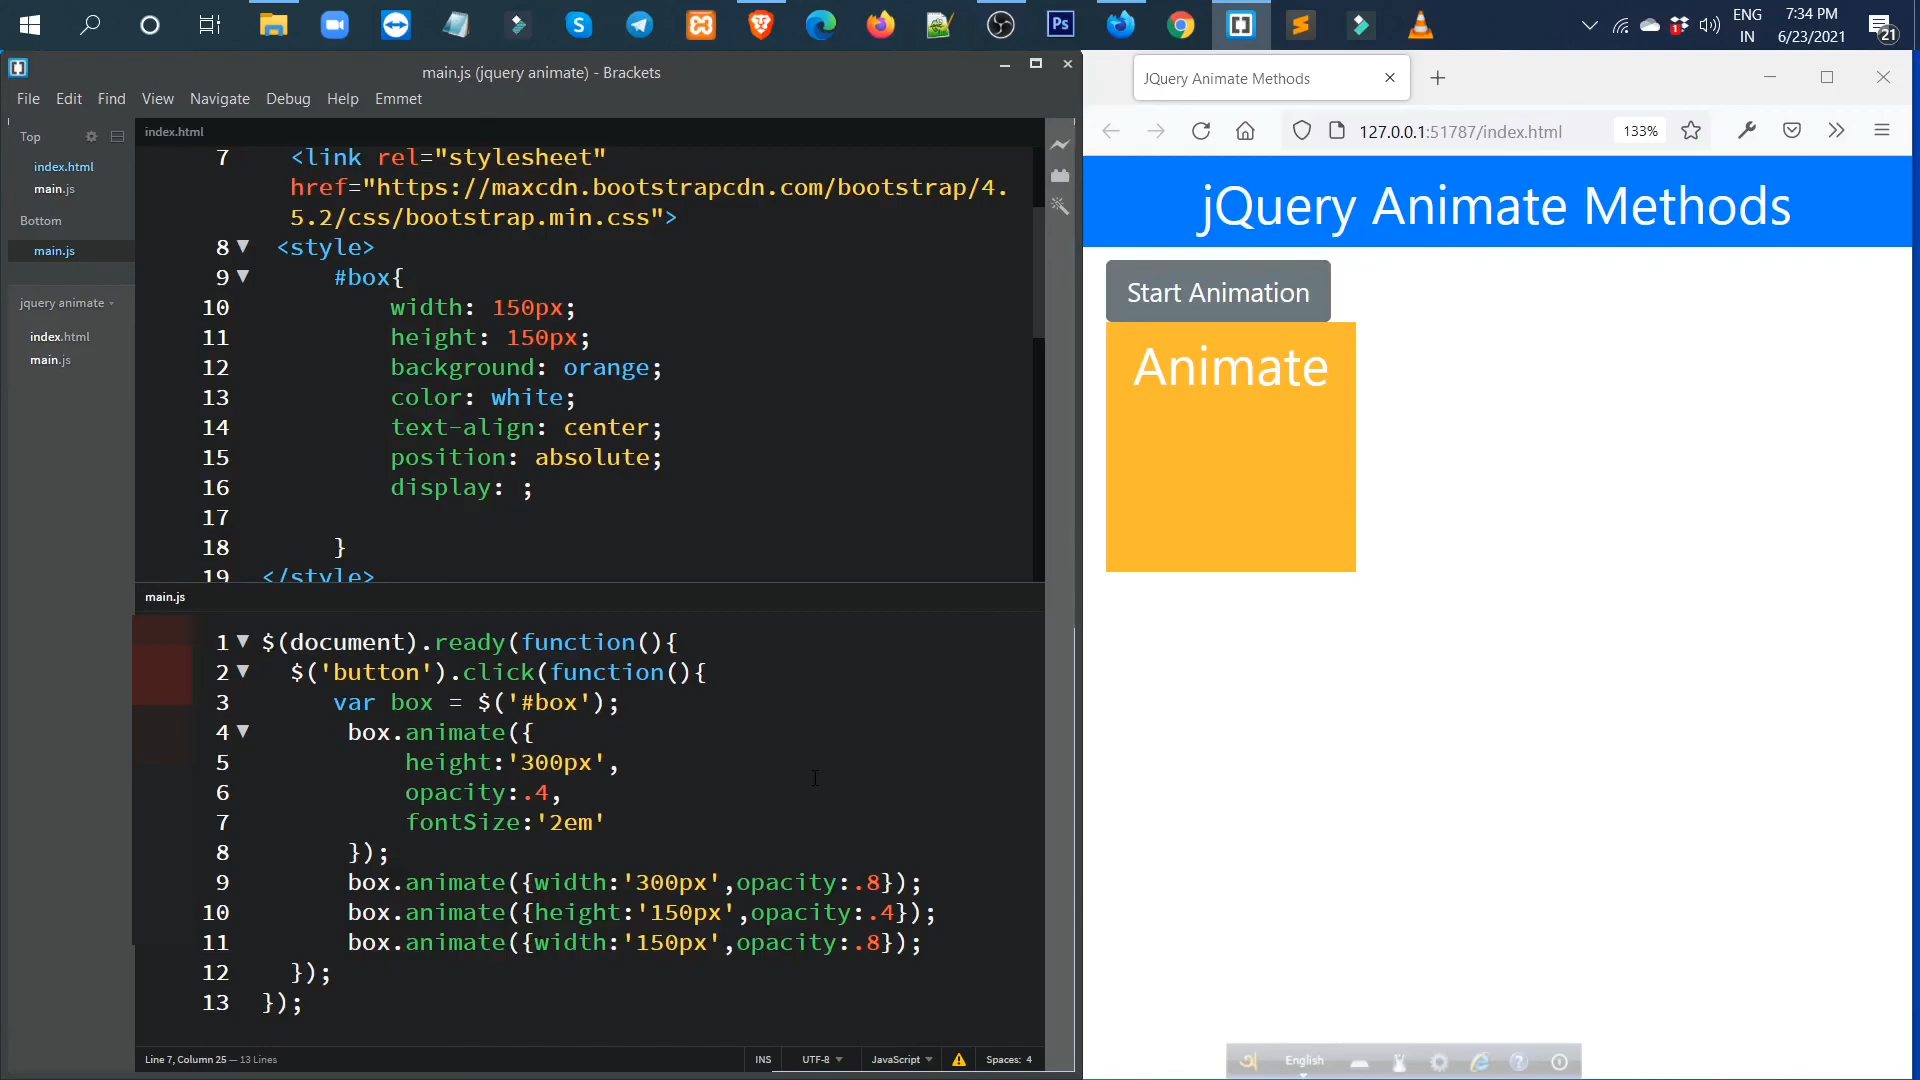 ENG
IN
7:34 PM
6/23/2021
21
Ps
main.js (jquery animate) - Brackets
File Edit Find View Navigate Debug Help Emmet
Top
index.html
main.js
Bottom
main.js
jquery animate
index.html
main.js
index.html
7 <link rel="stylesheet"
href="https://maxcdn.bootstrapcdn.com/bootstrap/4.
5.2/css/bootstrap.min.css">
8 <style>
9 #box{
10 width: 150px;
11 height: 150px;
12 background: orange;
13 color: white;
14 text-align: center;
15 position: absolute;
16 display: ;
17
18 }
19 </style>
main.js
1 $(document).ready(function(){
2 $('button').click(function(){
3 var box = $('#box');
4 box.animate({
5 height:'300px',
6 opacity:.4,
7 fontSize:'2em'
8 });
9 box.animate({width:'300px',opacity:.8});
10 box.animate({height:'150px',opacity:.4});
11 box.animate({width:'150px',opacity:.8});
12 });
13 });
Line 7, Column 25 — 13 Lines
INS UTF-8 JavaScript Spaces: 4
JQuery Animate Methods
127.0.0.1:51787/index.html 133%
jQuery Animate Methods
Start Animation
Animate
English